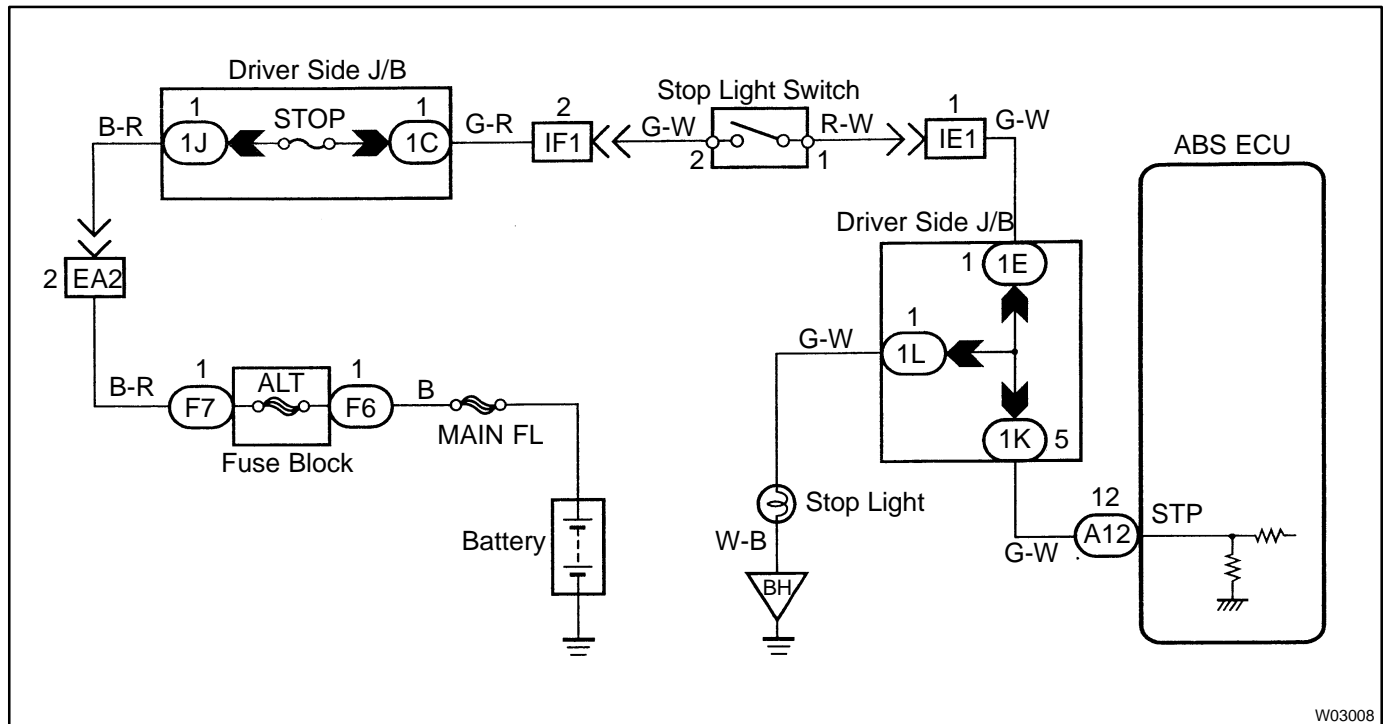 Driver Side J/B
1
STOP
1
1J
1C
B-R
G-R
2
IF1
G-W
Stop Light Switch
2
1
R-W
1
IE1
G-W
ABS ECU
Driver Side J/B
1
1E
1
1L
G-W
1K
5
2
EA2
B-R
1
F7
ALT
1
F6
B
MAIN FL
Fuse Block
Battery
Stop Light
W-B
BH
12
A12
G-W
STP
W03008